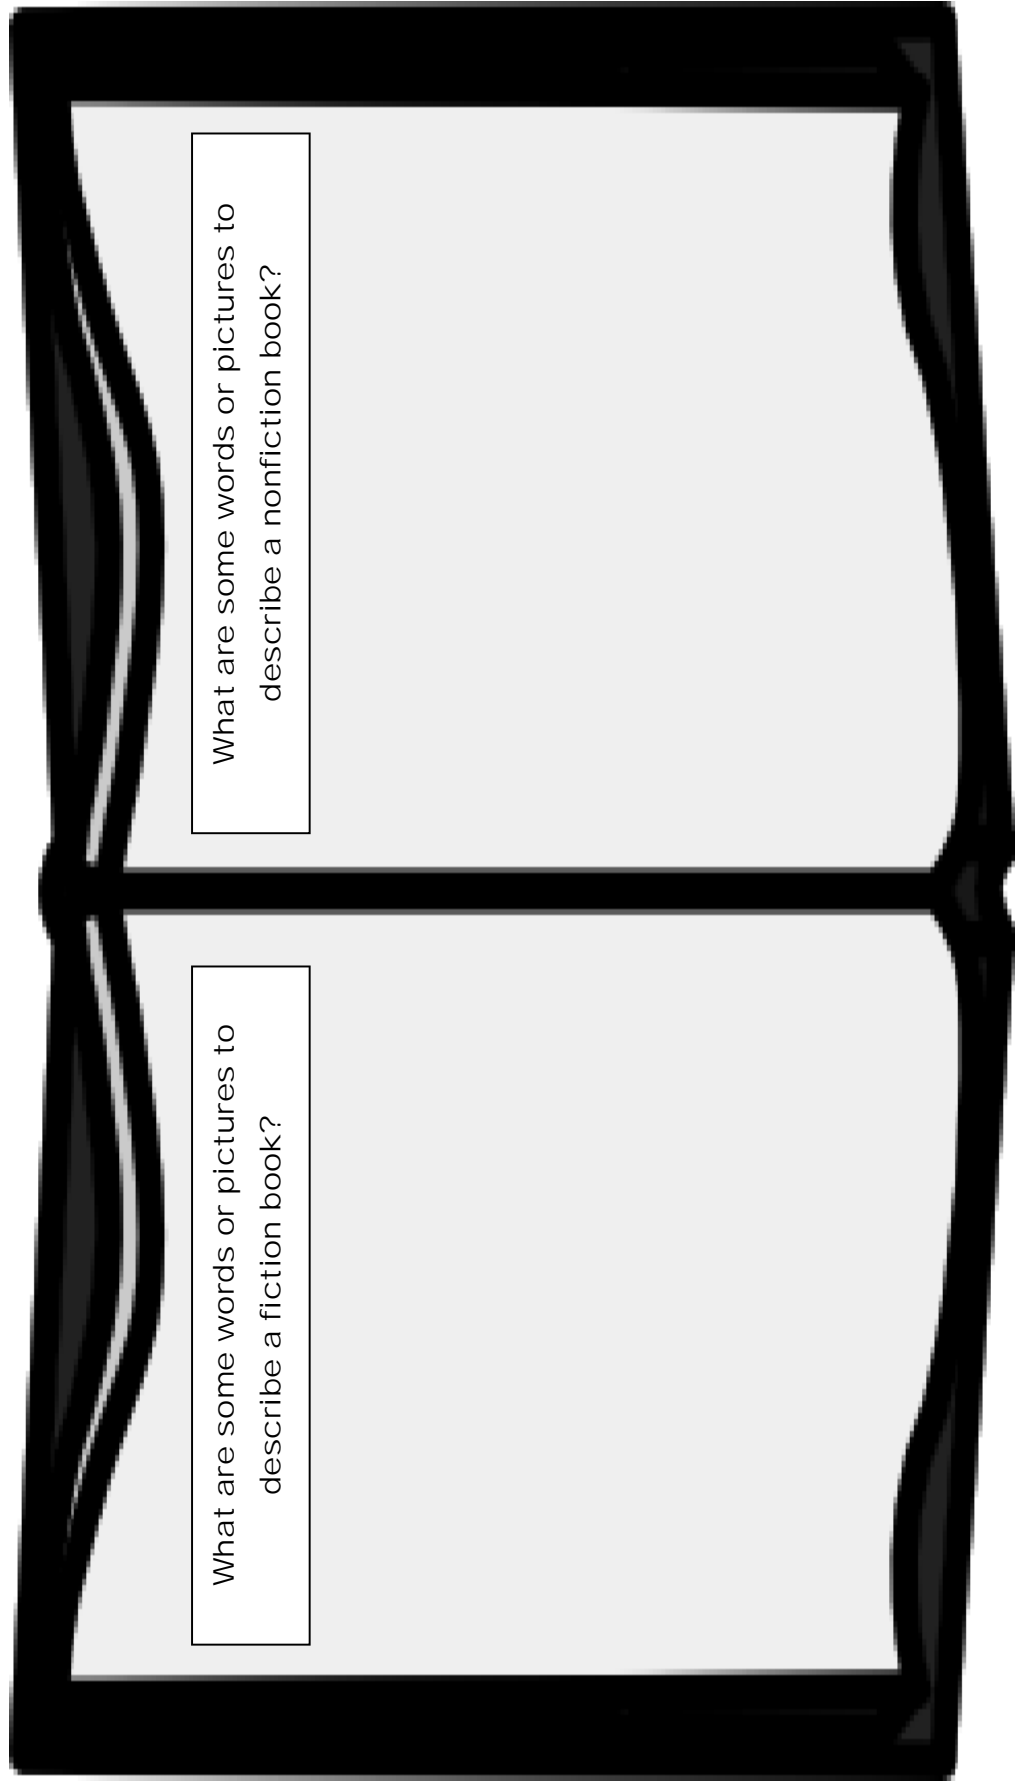 What are some words or pictures to
describe a fiction book?
What are some words or pictures to
describe a nonfiction book?